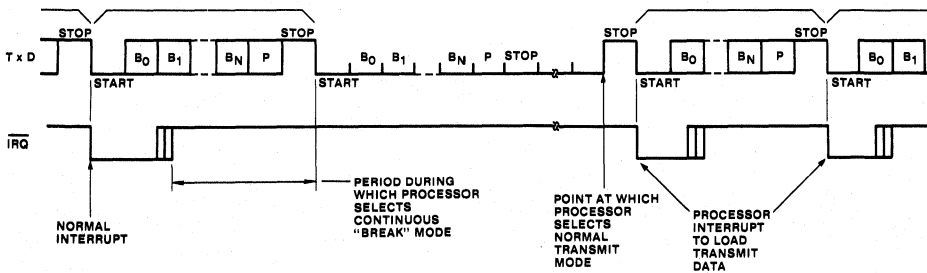 STOP STOP STOP STOP
T x D B0 B1 BN P B0 B1 BN P STOP B0 BN P B0 B1
START START START START
IRQ
NORMAL
INTERRUPT
PERIOD DURING
WHICH PROCESSOR
SELECTS
CONTINUOUS
"BREAK" MODE
POINT AT WHICH
PROCESSOR
SELECTS
NORMAL
TRANSMIT
MODE
PROCESSOR
INTERRUPT
TO LOAD
TRANSMIT
DATA